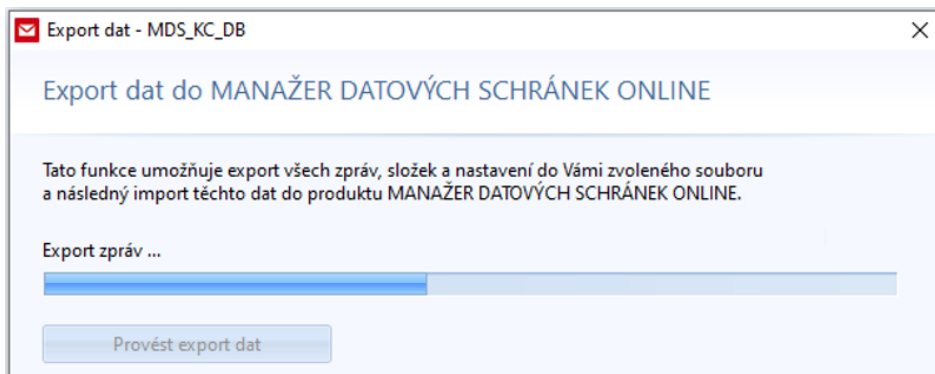 Export dat - MDS_KC_DB
Export dat do MANAŽER DATOVÝCH SCHRÁNEK ONLINE
Tato funkce umožňuje export všech zpráv, složek a nastavení do Vámi zvoleného souboru
a následný import těchto dat do produktu MANAŽER DATOVÝCH SCHRÁNEK ONLINE.
Export zpráv ...
Provést export dat